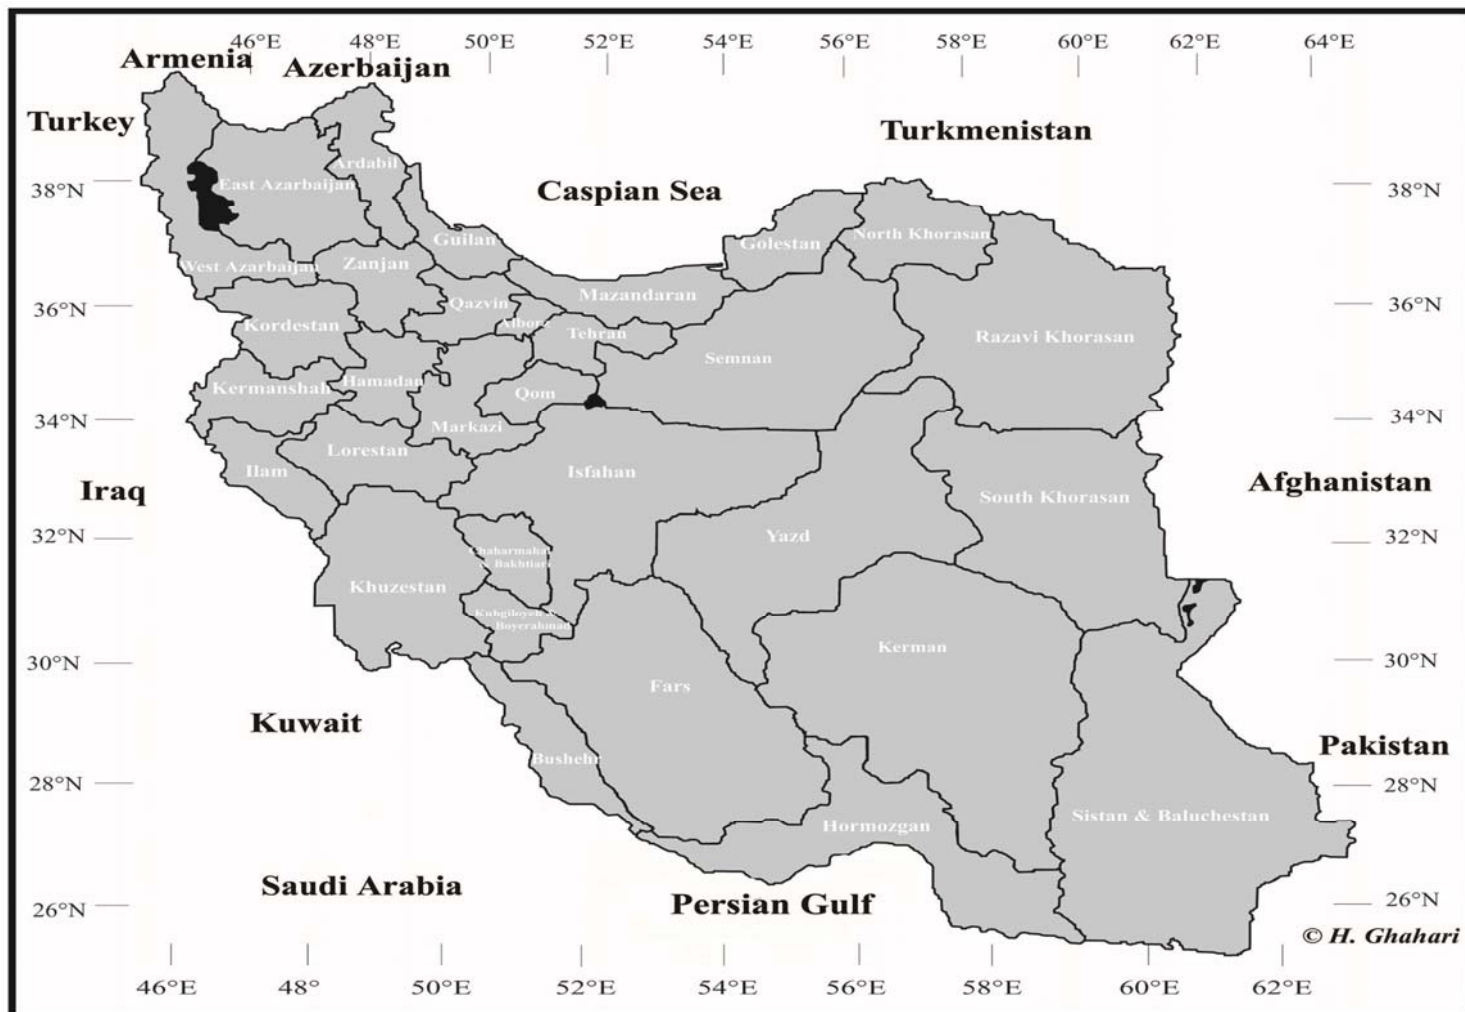 46°E 48°E 50°E 52°E 54°E 56°E 58°E 60°E 62°E 64°E
Armenia
Azerbaijan
Turkey
Turkmenistan
Ardabil
38°N
East Azarbaijan
Caspian Sea
38°N
Guilan
Golestan
North Khorasan
West Azarbaijan
Zanjan
Mazandaran
36°N
Qazvin
36°N
Kordestan
Alborz
Tehran
Razavi Khorasan
Semnan
Kermanshah
Hamadan
Qom
34°N
Markazi
34°N
Lorestan
Ilam
Isfahan
Iraq
South Khorasan
Afghanistan
32°N
Yazd
32°N
Chaharmahal
& Bakhtiari
Khuzestan
Kuhgiloyeh &
Boyerahmad
30°N
Kerman
30°N
Fars
Kuwait
Pakistan
Bushehr
28°N
28°N
Hormozgan
Sistan & Baluchestan
Saudi Arabia
Persian Gulf
26°N
26°N
© H. Ghahari
46°E 48° 50°E 52°E 54°E 56°E 58°E 60°E 62°E